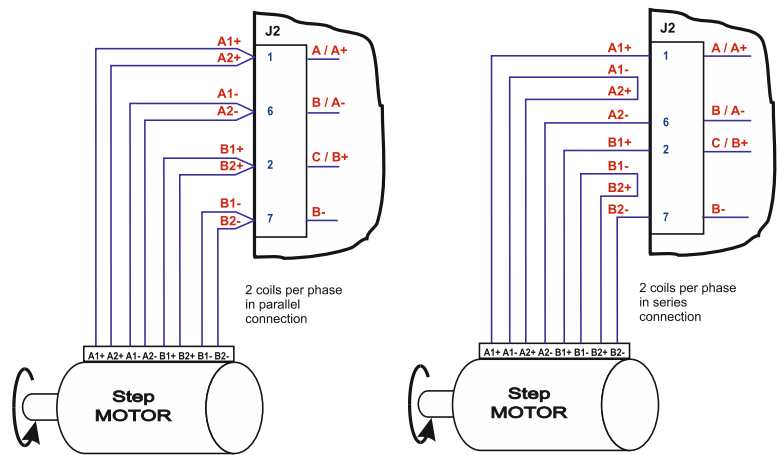 J2
A1+
A2+
1
A / A+
A1-
A2-
6
B / A-
B1+
B2+
2
C / B+
B1-
B2-
7
B-
2 coils per phase
in parallel
connection
A1+ A2+ A1- A2- B1+ B2+ B1- B2-
Step
MOTOR
J2
A1+
1
A / A+
A1-
A2+
A2-
6
B / A-
B1+
2
C / B+
B1-
B2+
B2-
7
B-
2 coils per phase
in series
connection
A1+ A1- A2+ A2- B1+ B1- B2+ B2-
Step
MOTOR